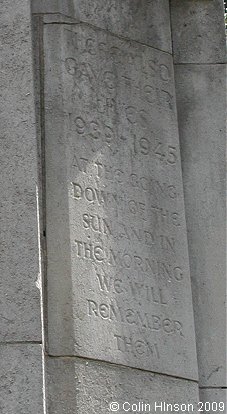 THESE ALSO
GAVE THEIR
LIVES
1939 - 1945
AT THE GOING
DOWN OF THE
SUN AND IN
THE MORNING
WE WILL
REMEMBER
THEM
© Colin Hinson 2009